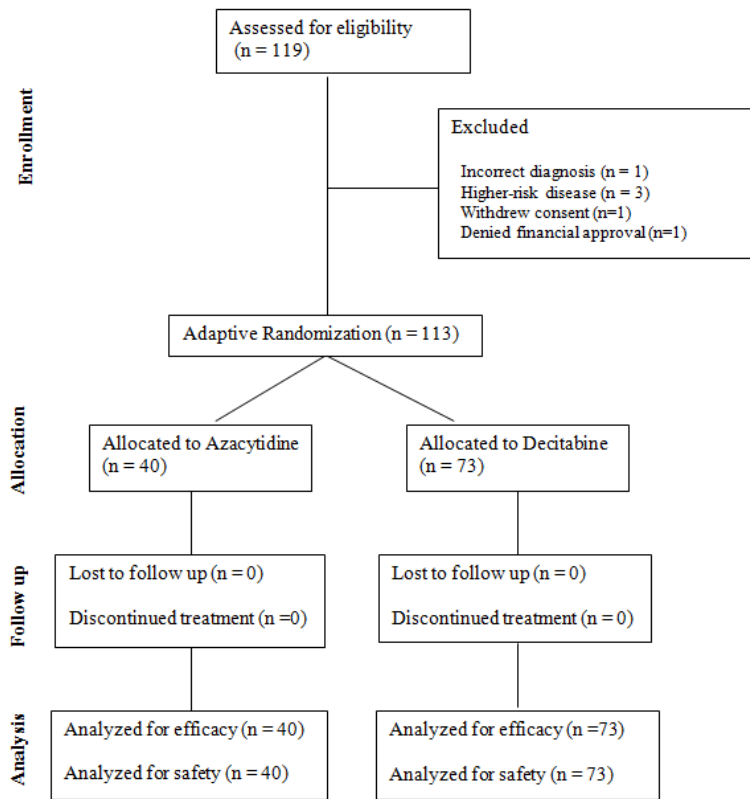 Enrollment
Assessed for eligibility
(n = 119)
Excluded
Incorrect diagnosis (n = 1)
Higher-risk disease (n = 3)
Withdrew consent (n=1)
Denied financial approval (n=1)
Adaptive Randomization (n = 113)
Allocation
Allocated to Azacytidine
(n = 40)
Allocated to Decitabine
(n = 73)
Follow up
Lost to follow up (n = 0)
Discontinued treatment (n =0)
Lost to follow up (n = 0)
Discontinued treatment (n = 0)
Analysis
Analyzed for efficacy (n = 40)
Analyzed for safety (n = 40)
Analyzed for efficacy (n =73)
Analyzed for safety (n = 73)